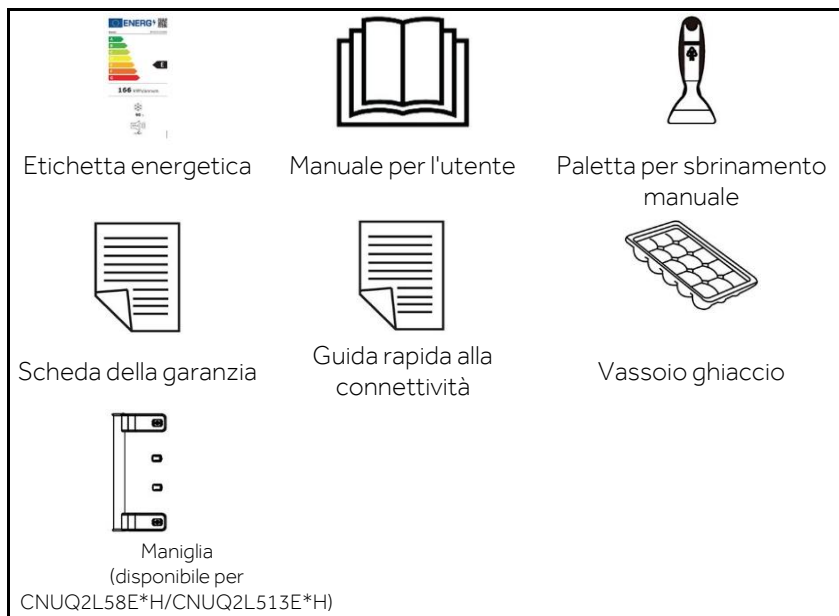 ENERG
E
166
Etichetta energetica
Manuale per l'utente
Paletta per sbrinamento
manuale
Scheda della garanzia
Guida rapida alla
connettività
Vassoio ghiaccio
Maniglia
(disponibile per
CNUQ2L58E*H/CNUQ2L513E*H)